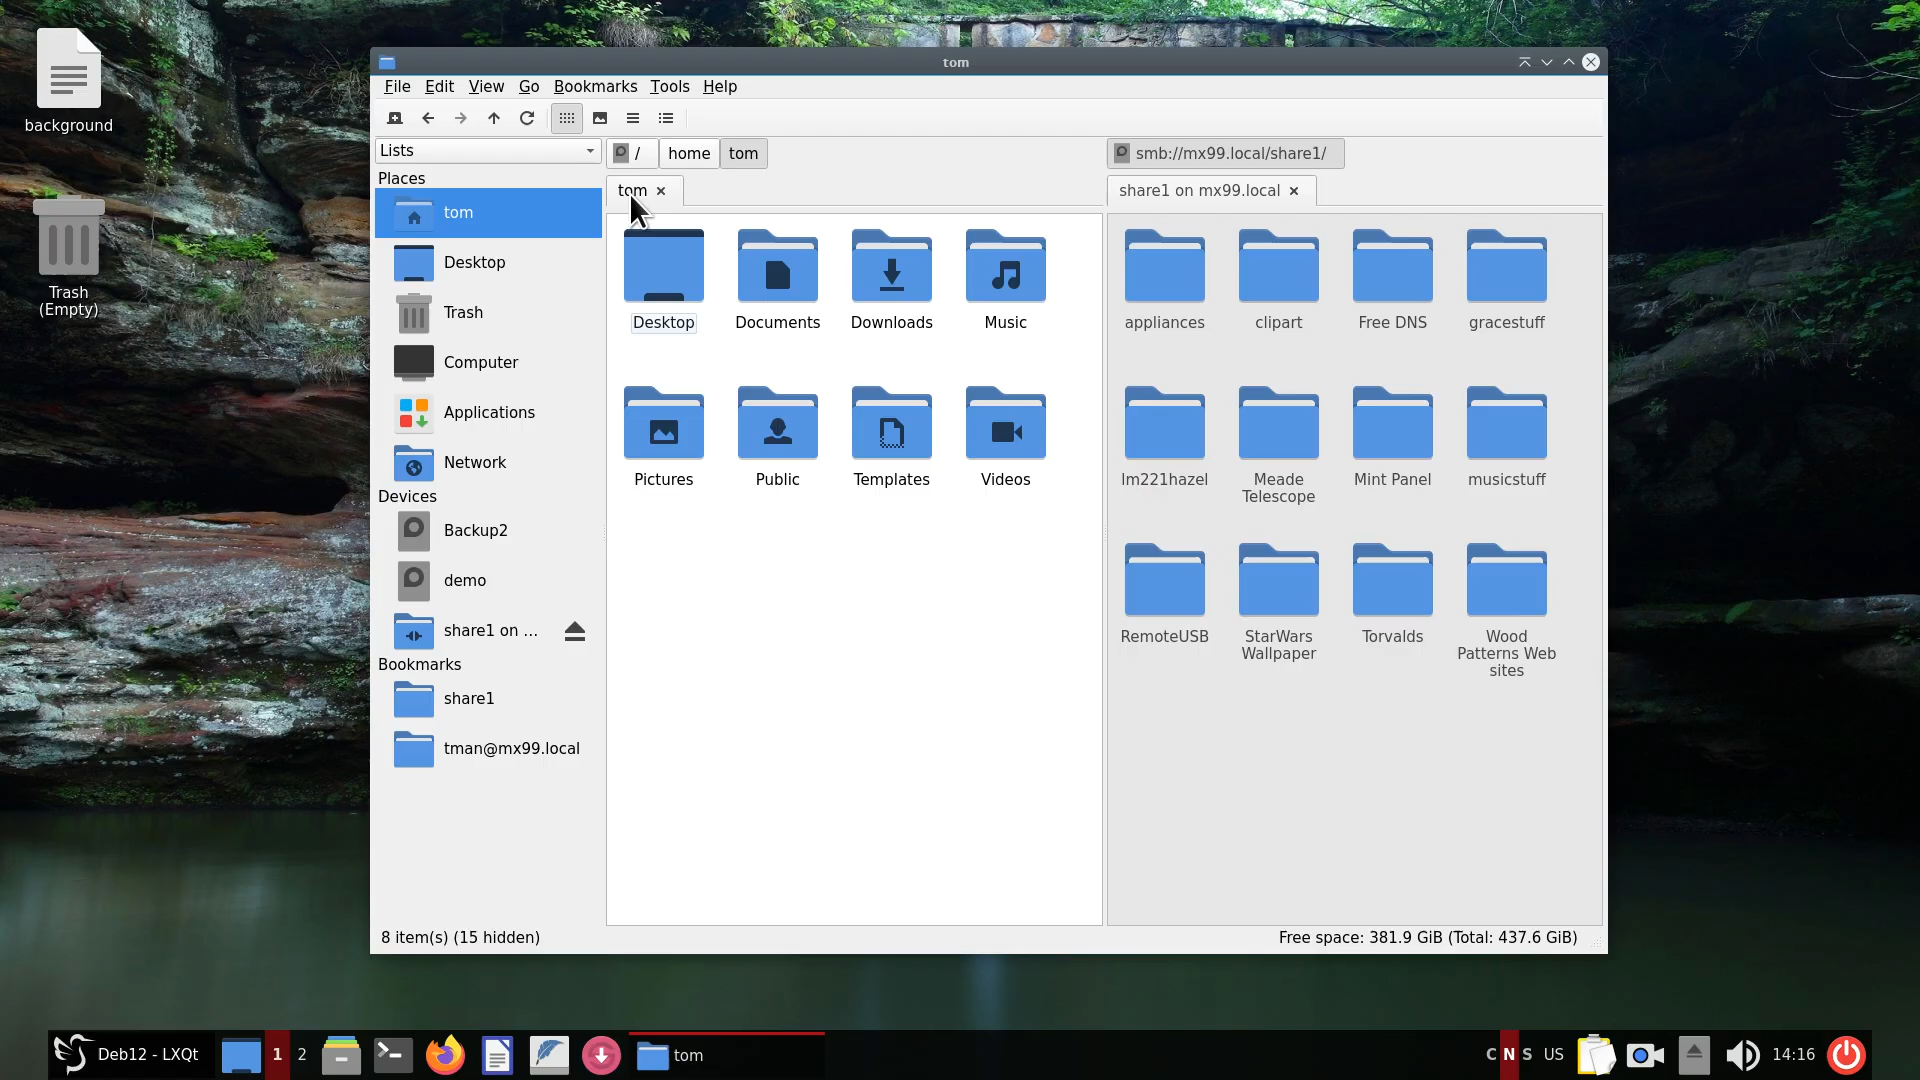 background
Trash
(Empty)
tom
File Edit View Go Bookmarks Tools Help
Lists
/ home tom
smb://mx99.local/share1/
Places
tom
share1 on mx99.local
tom
Desktop
Trash
Computer
Applications
Network
Devices
Backup2
demo
share1 on ...
Bookmarks
share1
tman@mx99.local
Desktop Documents Downloads Music
Pictures Public Templates Videos
appliances clipart Free DNS gracestuff
lm221hazel Meade Telescope Mint Panel musicstuff
RemoteUSB StarWars Wallpaper Torvalds Wood Patterns Web sites
8 item(s) (15 hidden)
Free space: 381.9 GiB (Total: 437.6 GiB)
Deb12 - LXQt 1 2 tom C N S US 14:16